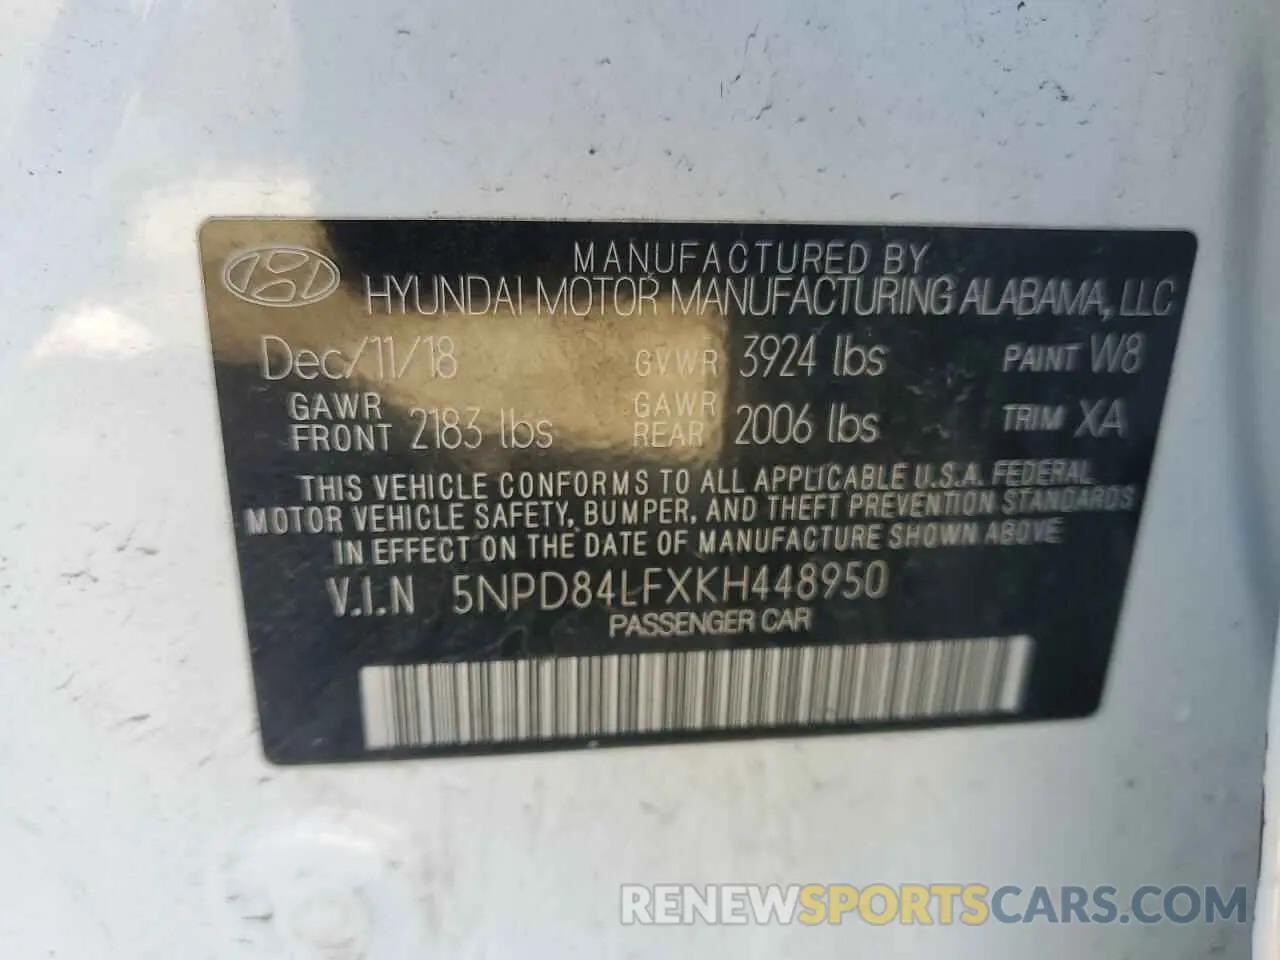 MANUFACTURED BY
HYUNDAI MOTOR MANUFACTURING ALABAMA, LLC
Dec/11/18 GVWR 3924 lbs PAINT W8
GAWR FRONT 2183 lbs GAWR REAR 2006 lbs TRIM XA
THIS VEHICLE CONFORMS TO ALL APPLICABLE U.S.A. FEDERAL
MOTOR VEHICLE SAFETY, BUMPER, AND THEFT PREVENTION STANDARDS
IN EFFECT ON THE DATE OF MANUFACTURE SHOWN ABOVE
V.I.N 5NPD84LFXKH448950
PASSENGER CAR
RENEWSPORTSCARS.COM